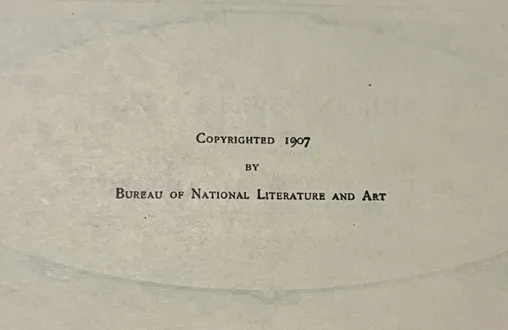 Copyrighted 1907
by
Bureau of National Literature and Art